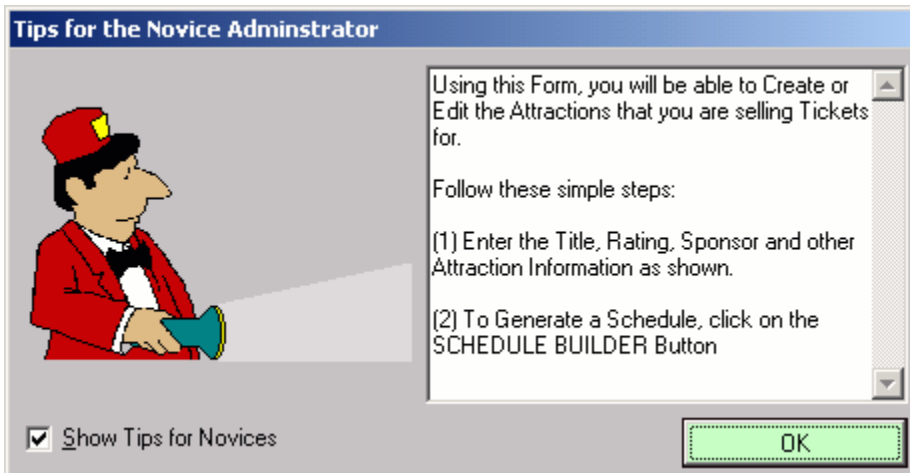 Tips for the Novice Adminstrator
Using this Form, you will be able to Create or
Edit the Attractions that you are selling Tickets
for.
Follow these simple steps:
(1) Enter the Title, Rating, Sponsor and other
Attraction Information as shown.
(2) To Generate a Schedule, click on the
SCHEDULE BUILDER Button
Show Tips for Novices
OK